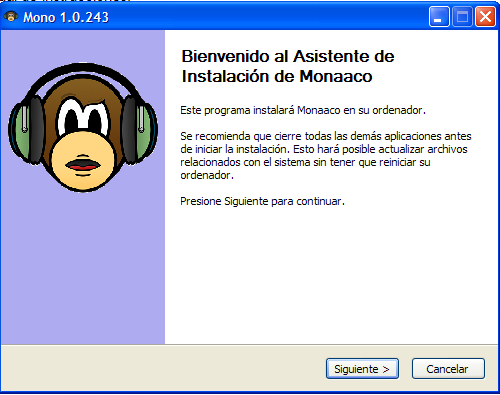 Mono 1.0.243
Bienvenido al Asistente de
Instalación de Monaaco
Este programa instalará Monaaco en su ordenador.
Se recomienda que cierre todas las demás aplicaciones antes
de iniciar la instalación. Esto hará posible actualizar archivos
relacionados con el sistema sin tener que reiniciar su
ordenador.
Presione Siguiente para continuar.
Siguiente >
Cancelar